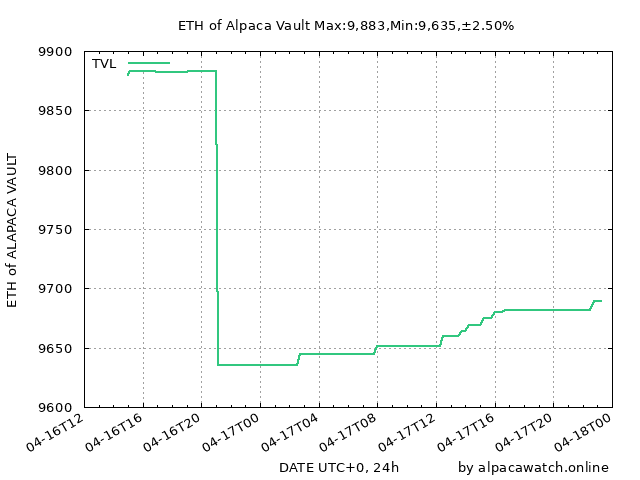 ETH of Alpaca Vault Max:9,883,Min:9,635,±2.50%
9900
TVL
9850
9800
9750
9700
9650
9600
ETH of ALAPACA VAULT
04-16T12
04-16T16
04-16T20
04-17T00
04-17T04
04-17T08
04-17T12
04-17T16
04-17T20
04-18T00
DATE UTC+0, 24h
by alpacawatch.online